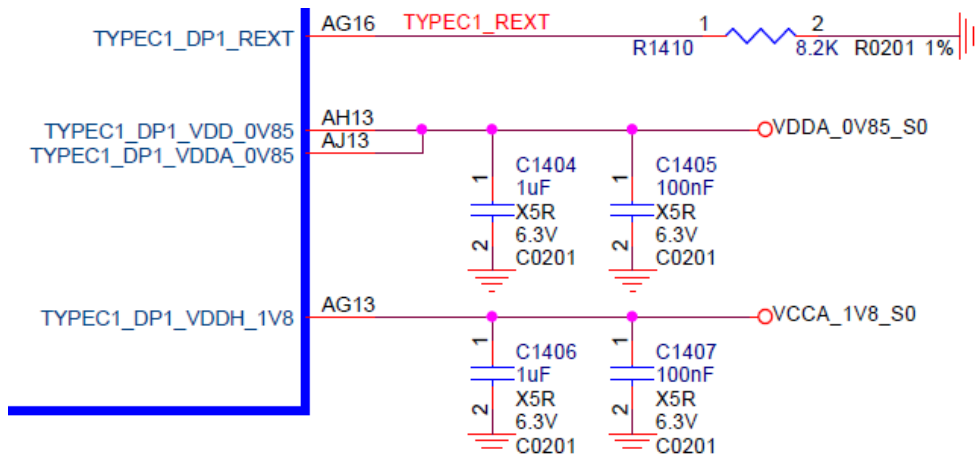 TYPEC1_DP1_REXT
AG16
TYPEC1_REXT
1
2
R1410
8.2K
R0201 1%
TYPEC1_DP1_VDD_0V85
AH13
VDDA_0V85_S0
TYPEC1_DP1_VDDA_0V85
AJ13
1
C1404
1uF
X5R
6.3V
C0201
2
1
C1405
100nF
X5R
6.3V
C0201
2
TYPEC1_DP1_VDDH_1V8
AG13
VCCA_1V8_S0
1
C1406
1uF
X5R
6.3V
C0201
2
1
C1407
100nF
X5R
6.3V
C0201
2